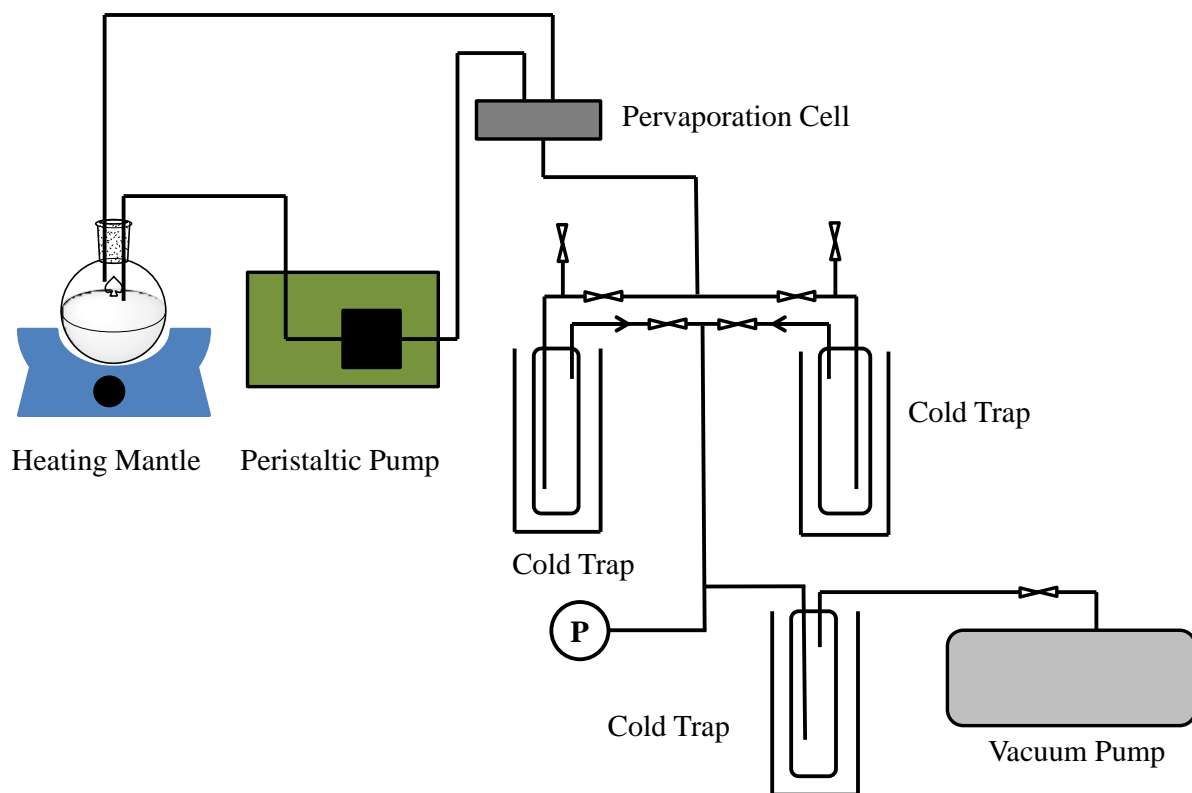 Pervaporation Cell
Cold Trap
Heating Mantle
Peristaltic Pump
Cold Trap
P
Cold Trap
Vacuum Pump